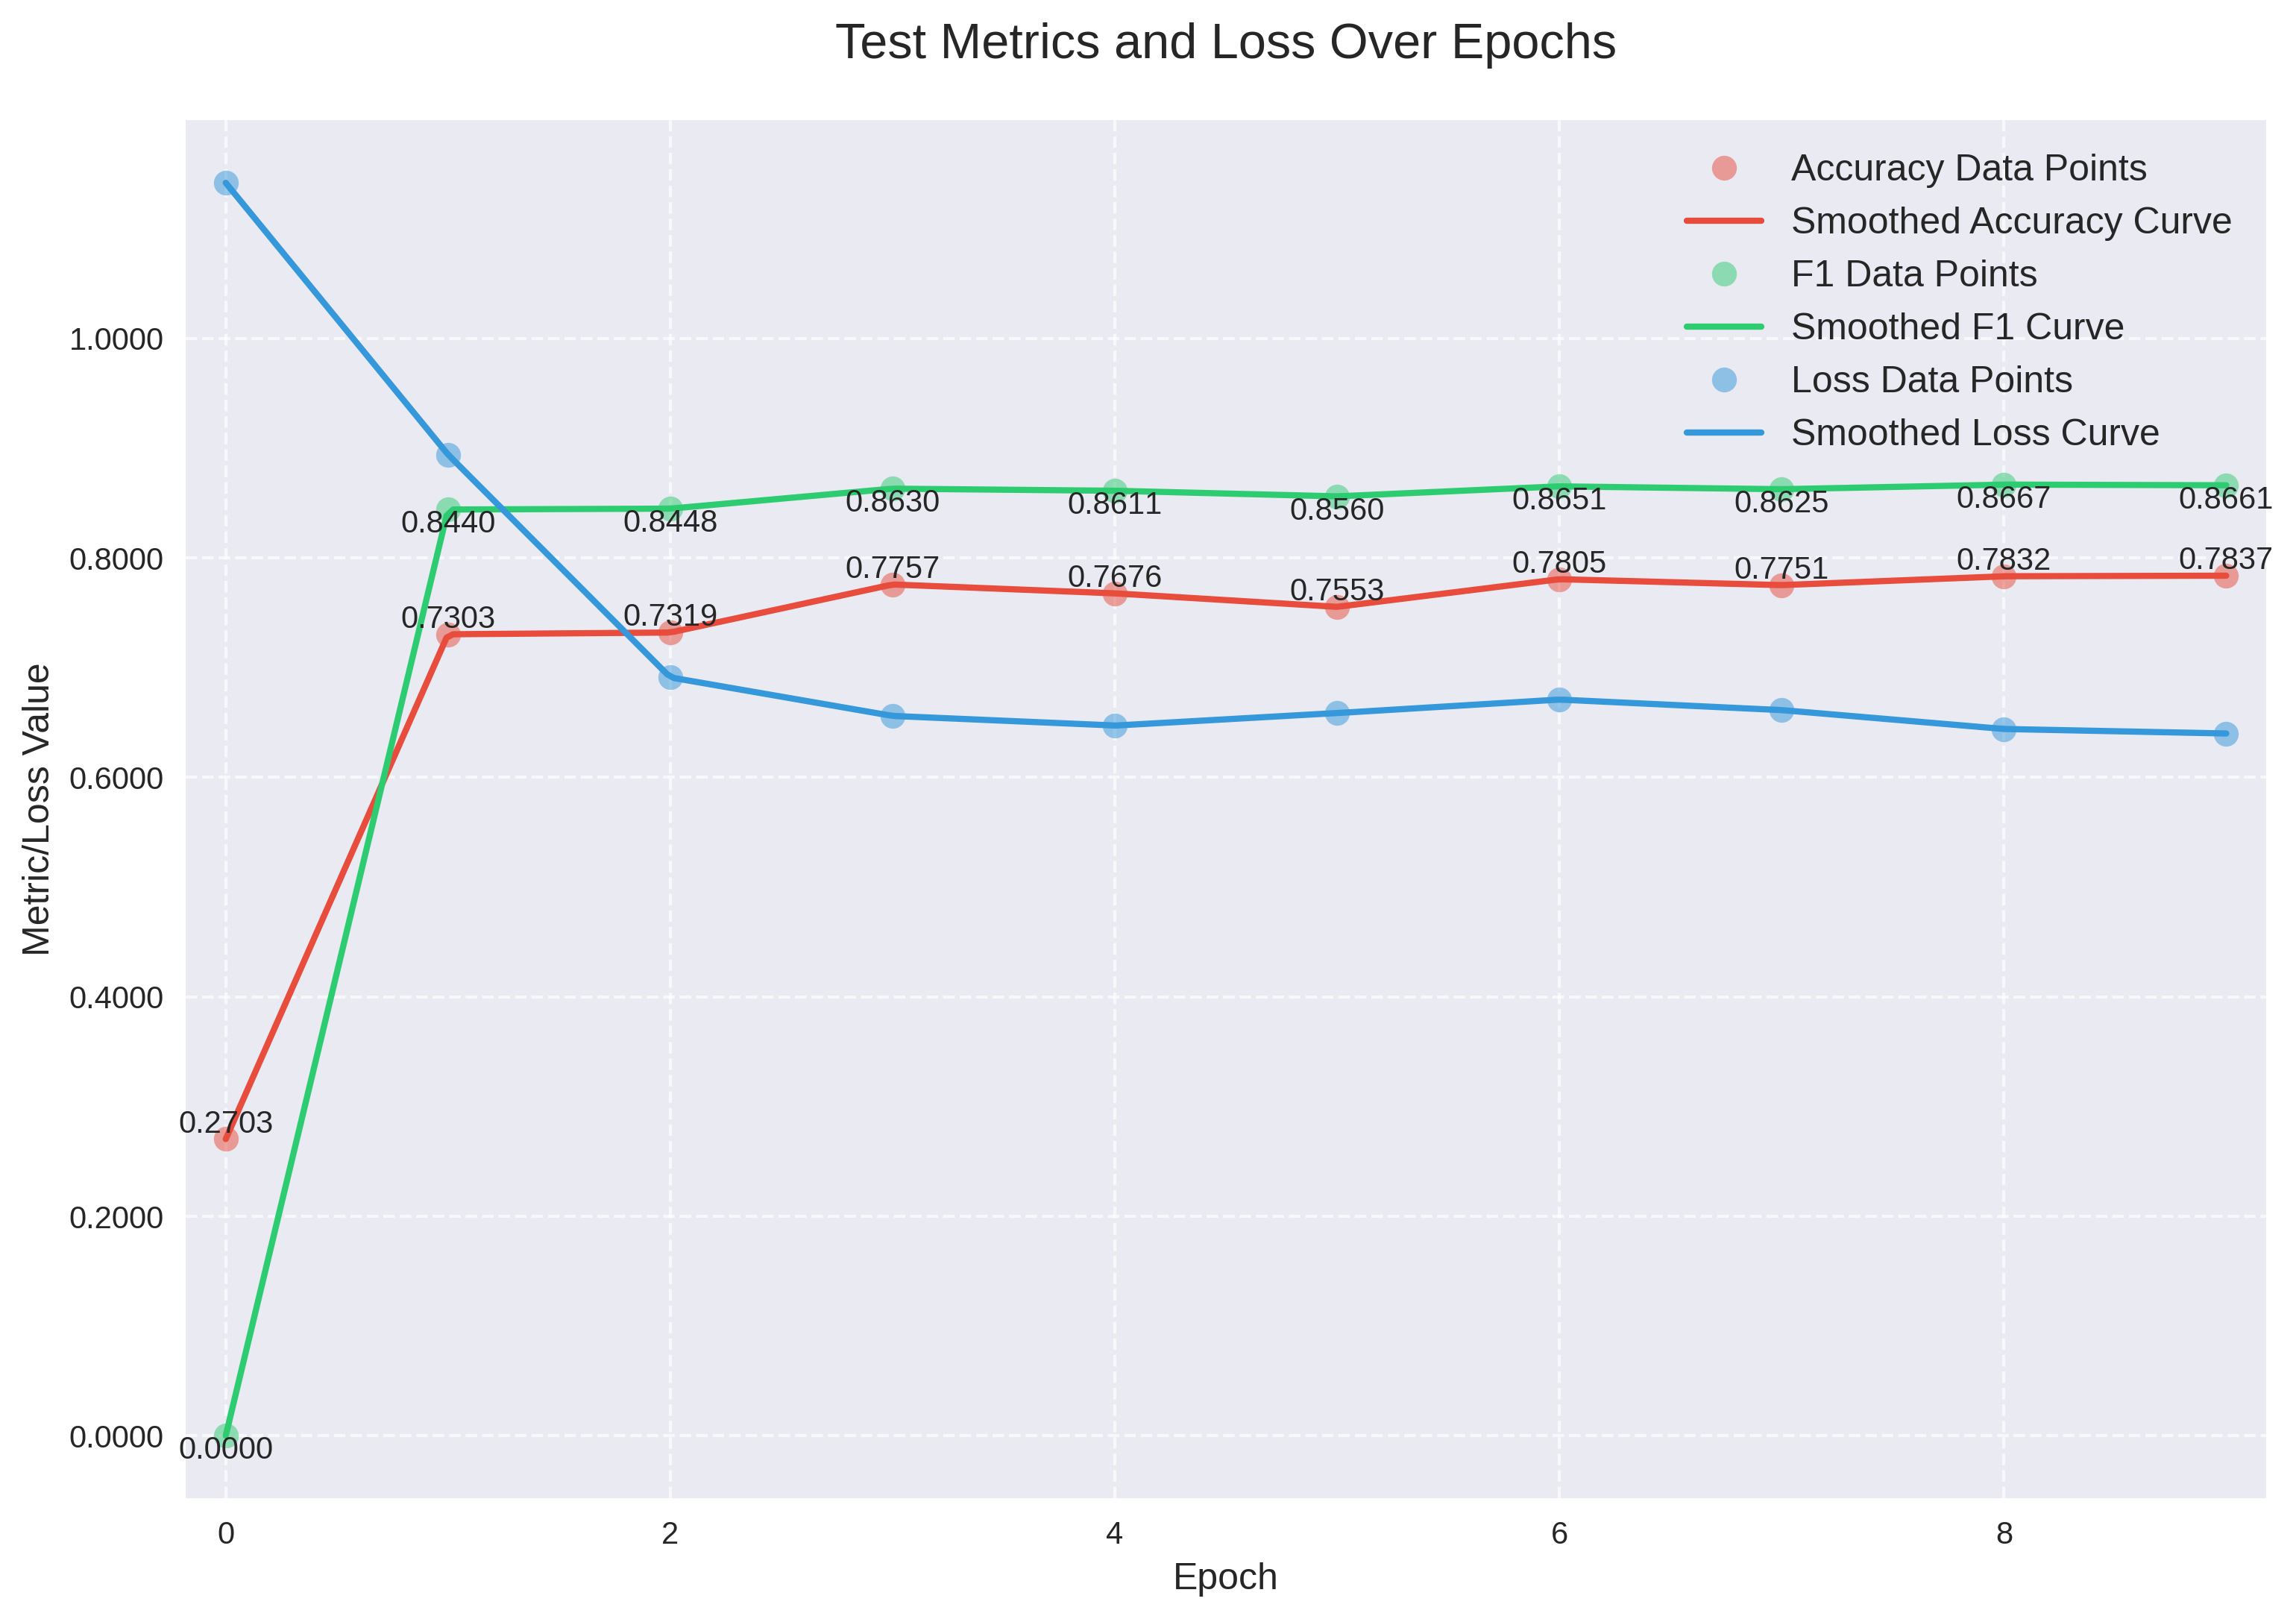 Test Metrics and Loss Over Epochs
Accuracy Data Points
Smoothed Accuracy Curve
F1 Data Points
Smoothed F1 Curve
Loss Data Points
Smoothed Loss Curve
Metric/Loss Value
1.0000
0.8000
0.6000
0.4000
0.2000
0.0000
0.8440 0.8448 0.8630 0.8611 0.8560 0.8651 0.8625 0.8667 0.8661
0.2703 0.7303 0.7319 0.7757 0.7676 0.7553 0.7805 0.7751 0.7832 0.7837
0.0000
0 2 4 6 8
Epoch